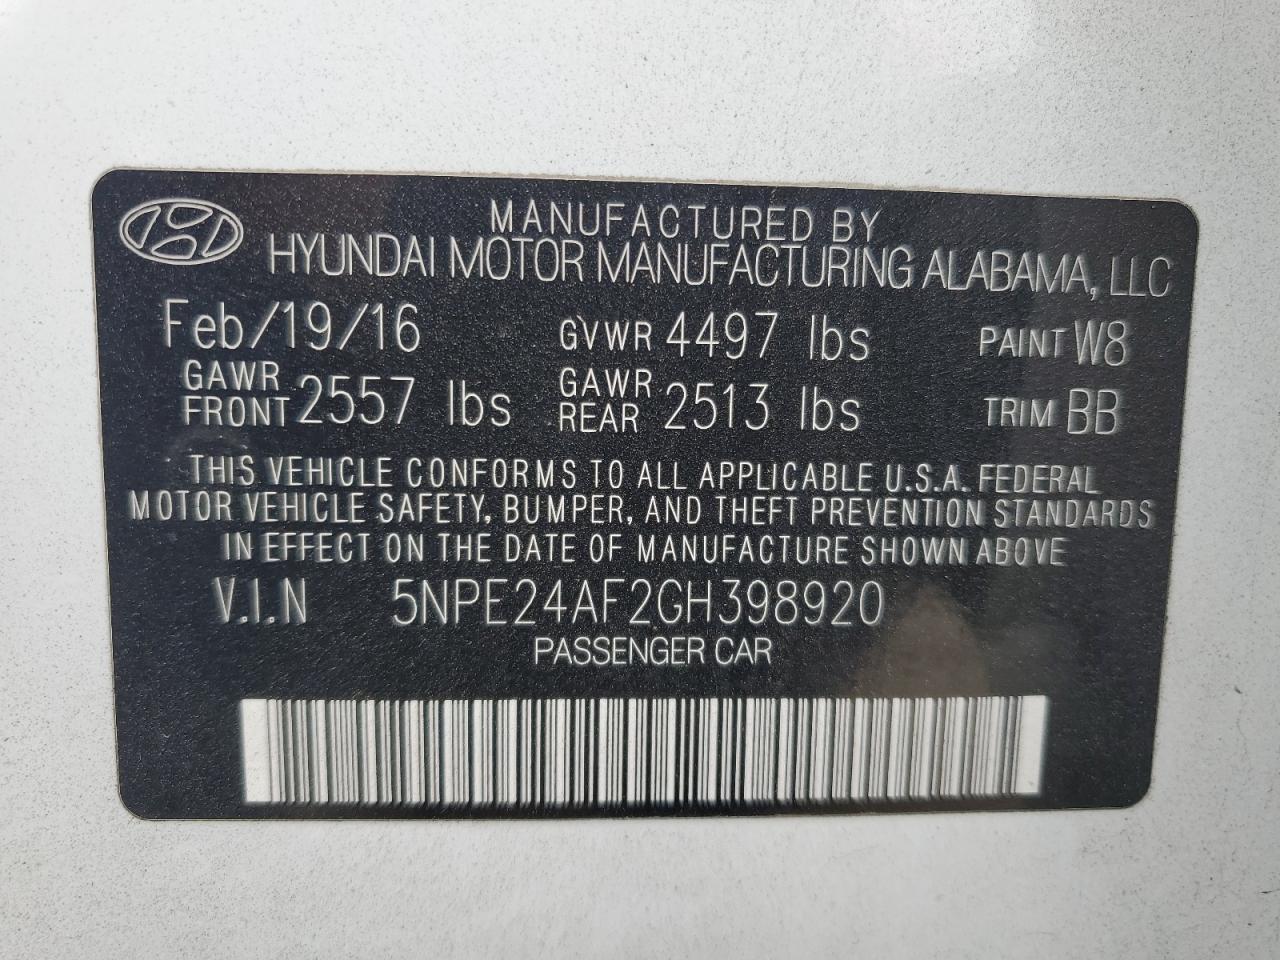 MANUFACTURED BY
HYUNDAI MOTOR MANUFACTURING ALABAMA, LLC
Feb/19/16 GVWR 4497 lbs PAINT W8
GAWR FRONT 2557 lbs GAWR REAR 2513 lbs TRIM BB
THIS VEHICLE CONFORMS TO ALL APPLICABLE U.S.A. FEDERAL
MOTOR VEHICLE SAFETY, BUMPER, AND THEFT PREVENTION STANDARDS
IN EFFECT ON THE DATE OF MANUFACTURE SHOWN ABOVE
V.I.N 5NPE24AF2GH398920
PASSENGER CAR